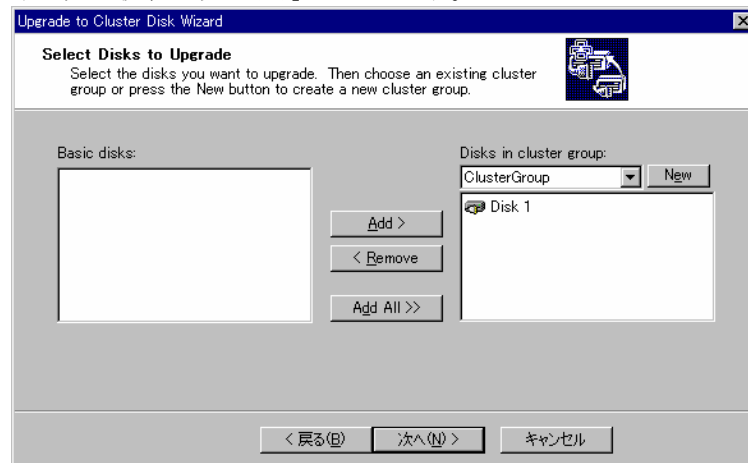 Upgrade to Cluster Disk Wizard
Select Disks to Upgrade
Select the disks you want to upgrade. Then choose an existing cluster
group or press the New button to create a new cluster group.
Basic disks:
Disks in cluster group:
ClusterGroup
New
Disk 1
Add >
< Remove
Add All >>
< 戻る(B)
次へ(N) >
キャンセル